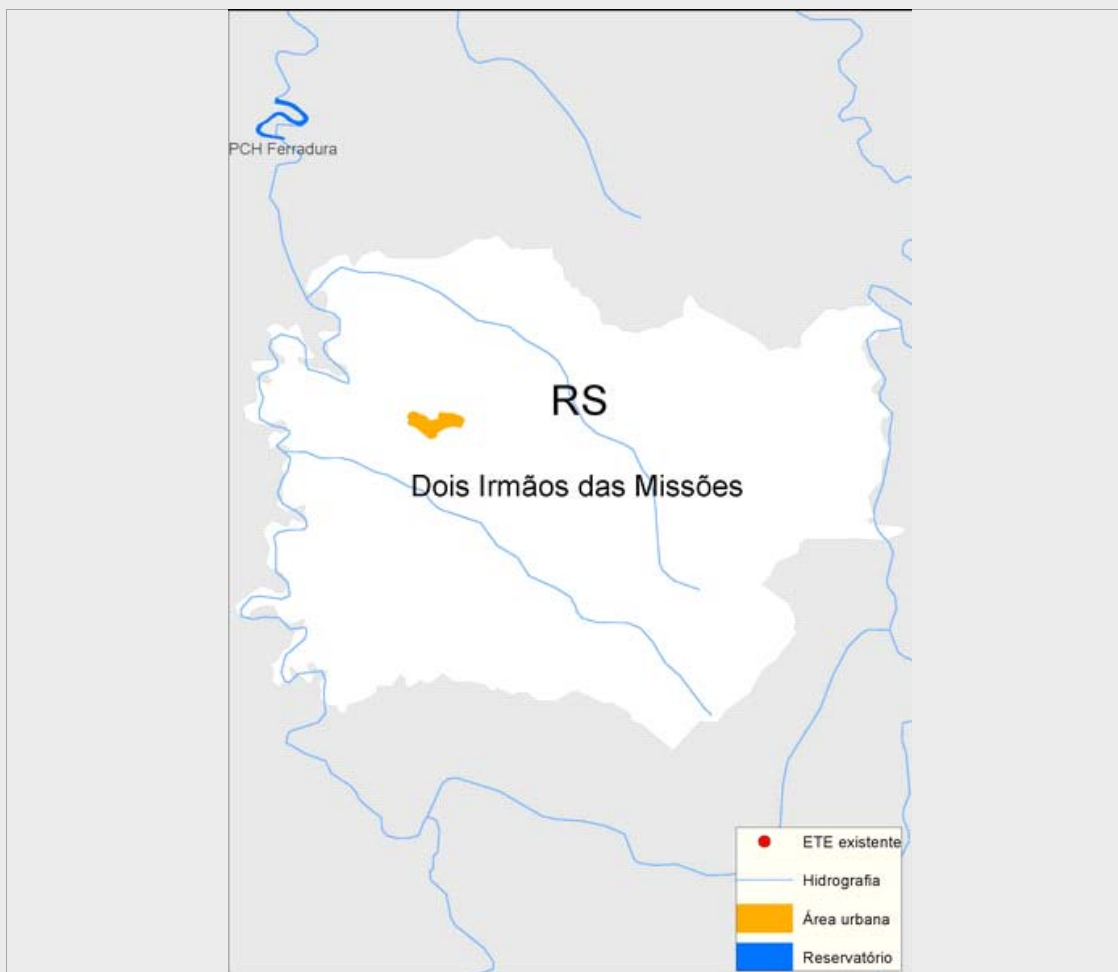 PCH Ferradura
RS
Dois Irmãos das Missões
ETE existente
Hidrografia
Área urbana
Reservatório